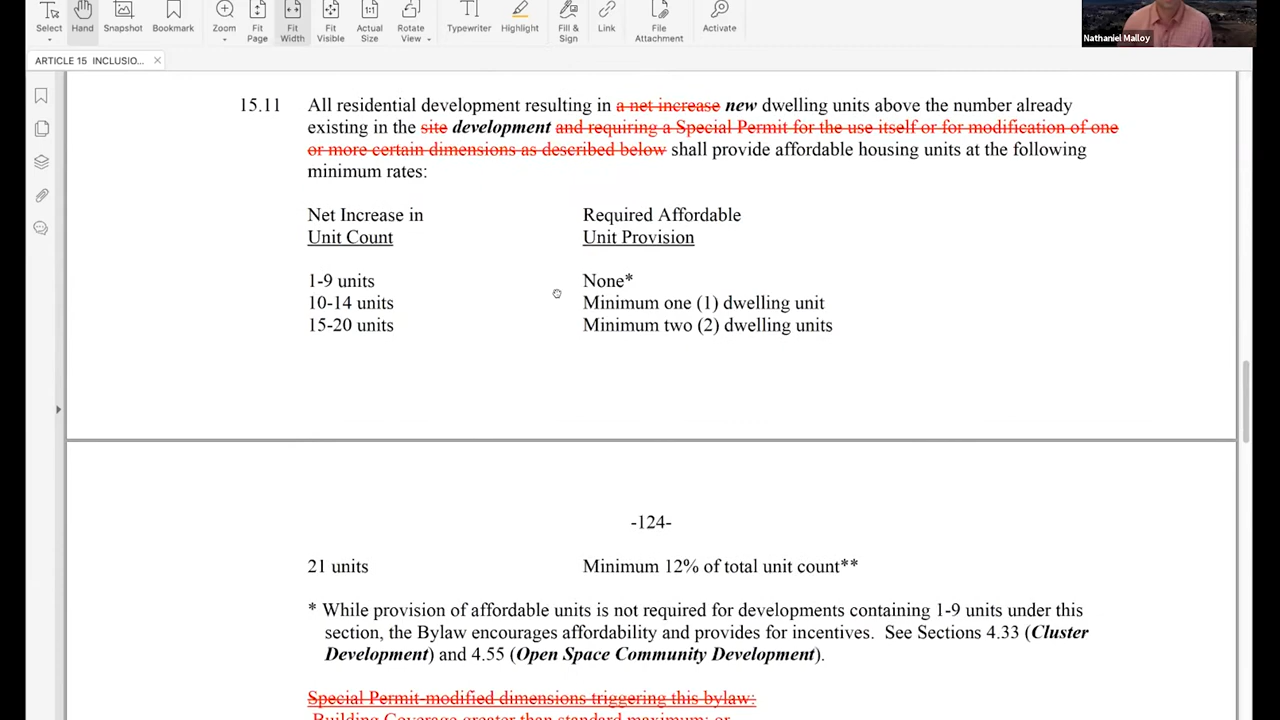 Select
Hand
Snapshot
Bookmark
Zoom
Fit Page
Fit Width
Fit Visible
Actual Size
Rotate View
Typewriter
Highlight
Fill & Sign
Link
File Attachment
Activate
Nathaniel Malloy
ARTICLE 15 INCLUSIO...
15.11 All residential development resulting in a net increase new dwelling units above the number already
existing in the site development and requiring a Special Permit for the use itself or for modification of one
or more certain dimensions as described below shall provide affordable housing units at the following
minimum rates:
Net Increase in Required Affordable
Unit Count Unit Provision
1-9 units None*
10-14 units Minimum one (1) dwelling unit
15-20 units Minimum two (2) dwelling units
-124-
21 units Minimum 12% of total unit count**
* While provision of affordable units is not required for developments containing 1-9 units under this
section, the Bylaw encourages affordability and provides for incentives. See Sections 4.33 (Cluster
Development) and 4.55 (Open Space Community Development).
Special Permit-modified dimensions triggering this bylaw:
Building Coverage greater than standard maximum; or